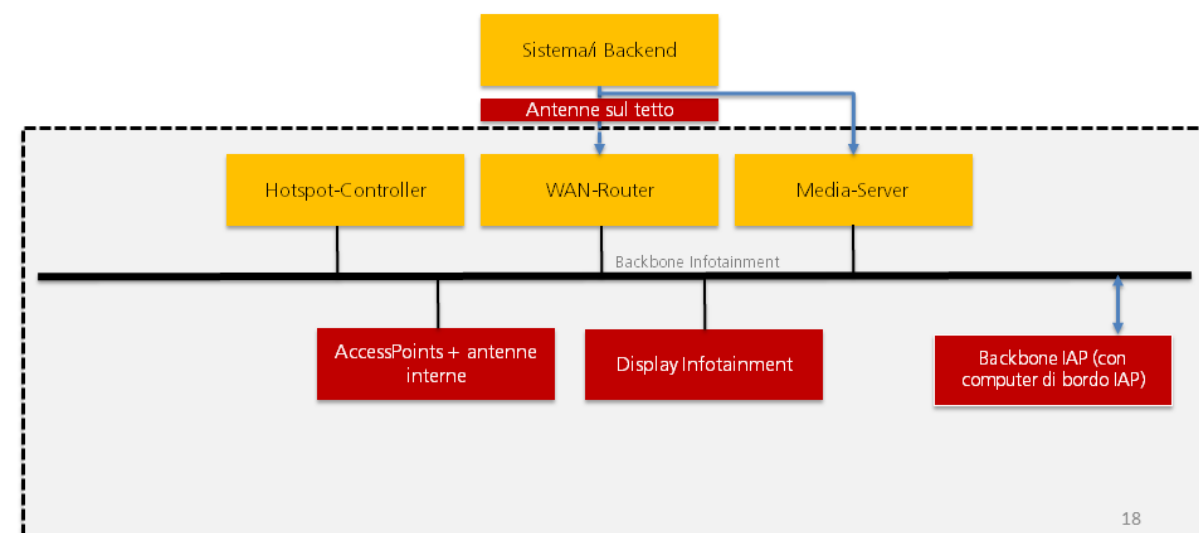 Sistema/i Backend
Antenne sul tetto
Hotspot-Controller
WAN-Router
Media-Server
Backbone Infotainment
AccessPoints + antenne
interne
Display Infotainment
Backbone IAP (con
computer di bordo IAP)
18